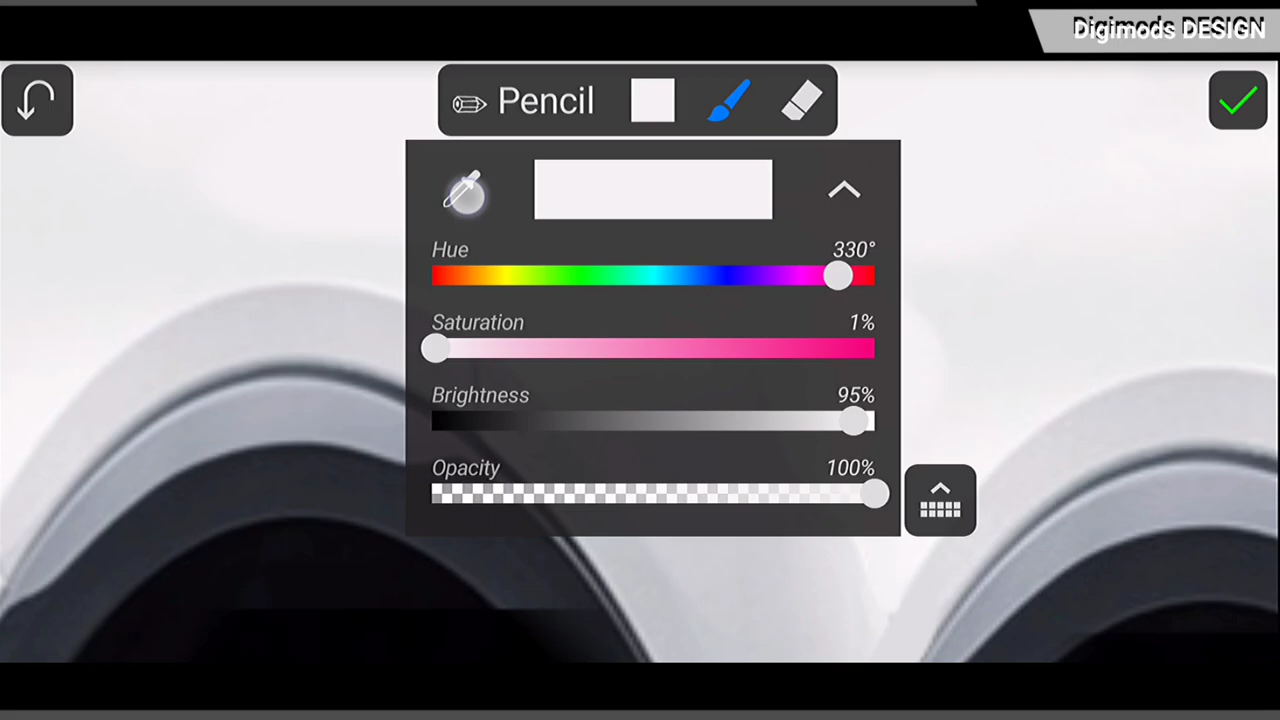 Digimods DESIGN
Pencil
Hue 330°
Saturation 1%
Brightness 95%
Opacity 100%